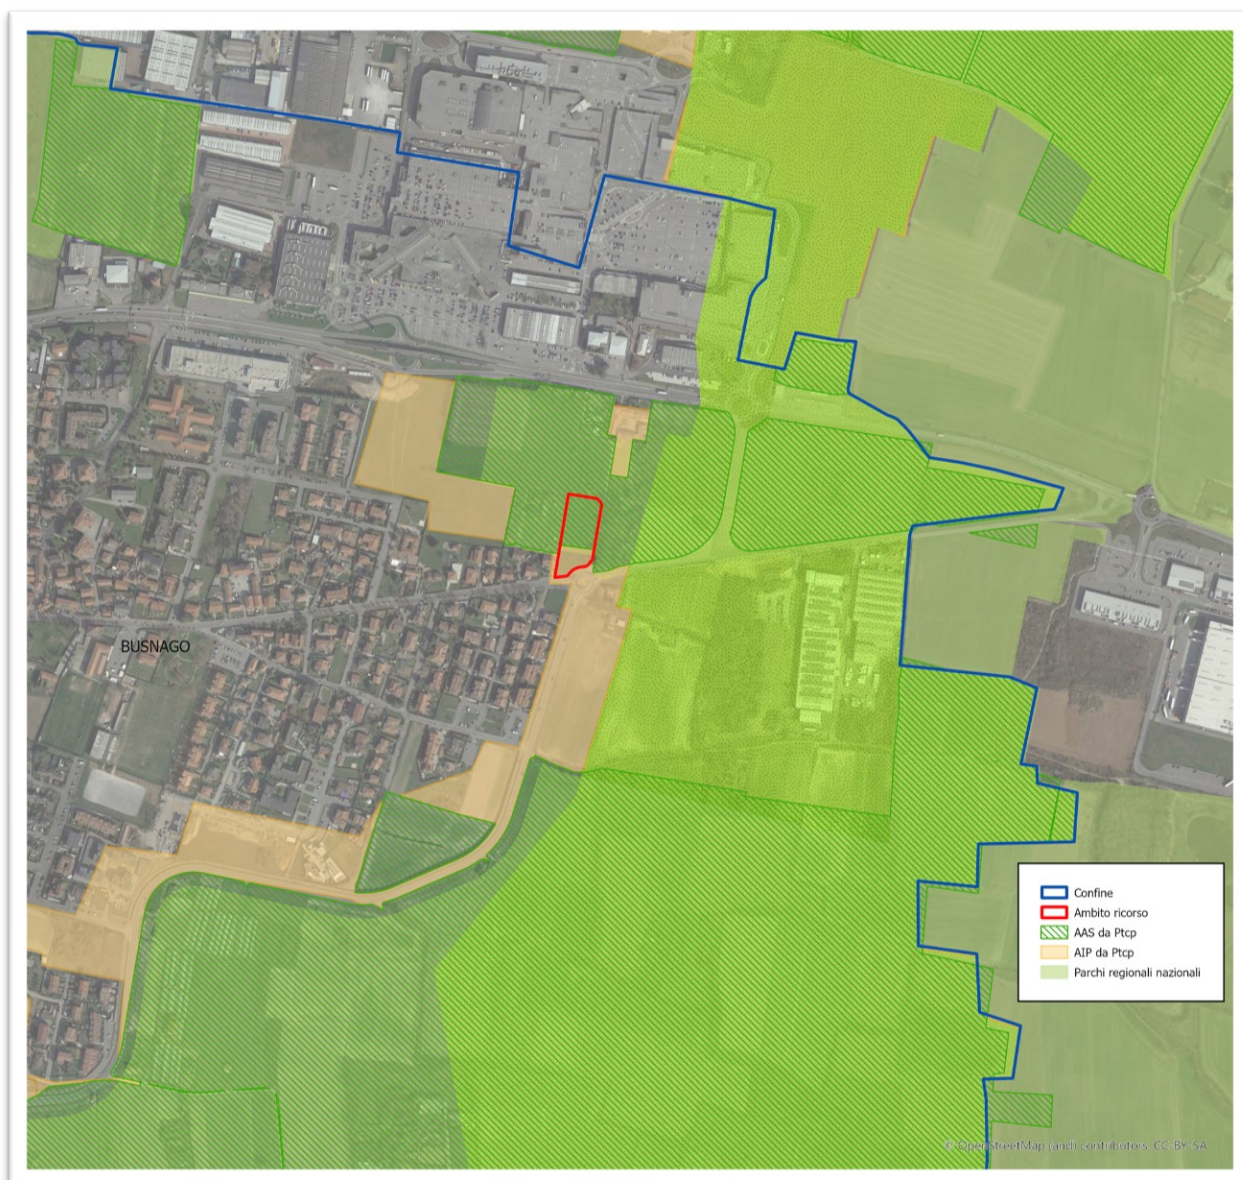 BUSNAGO
Confine
Ambito ricorso
AAS da Ptcp
AIP da Ptcp
Parchi regionali nazionali
© OpenStreetMap (and) contributors, CC-BY-SA